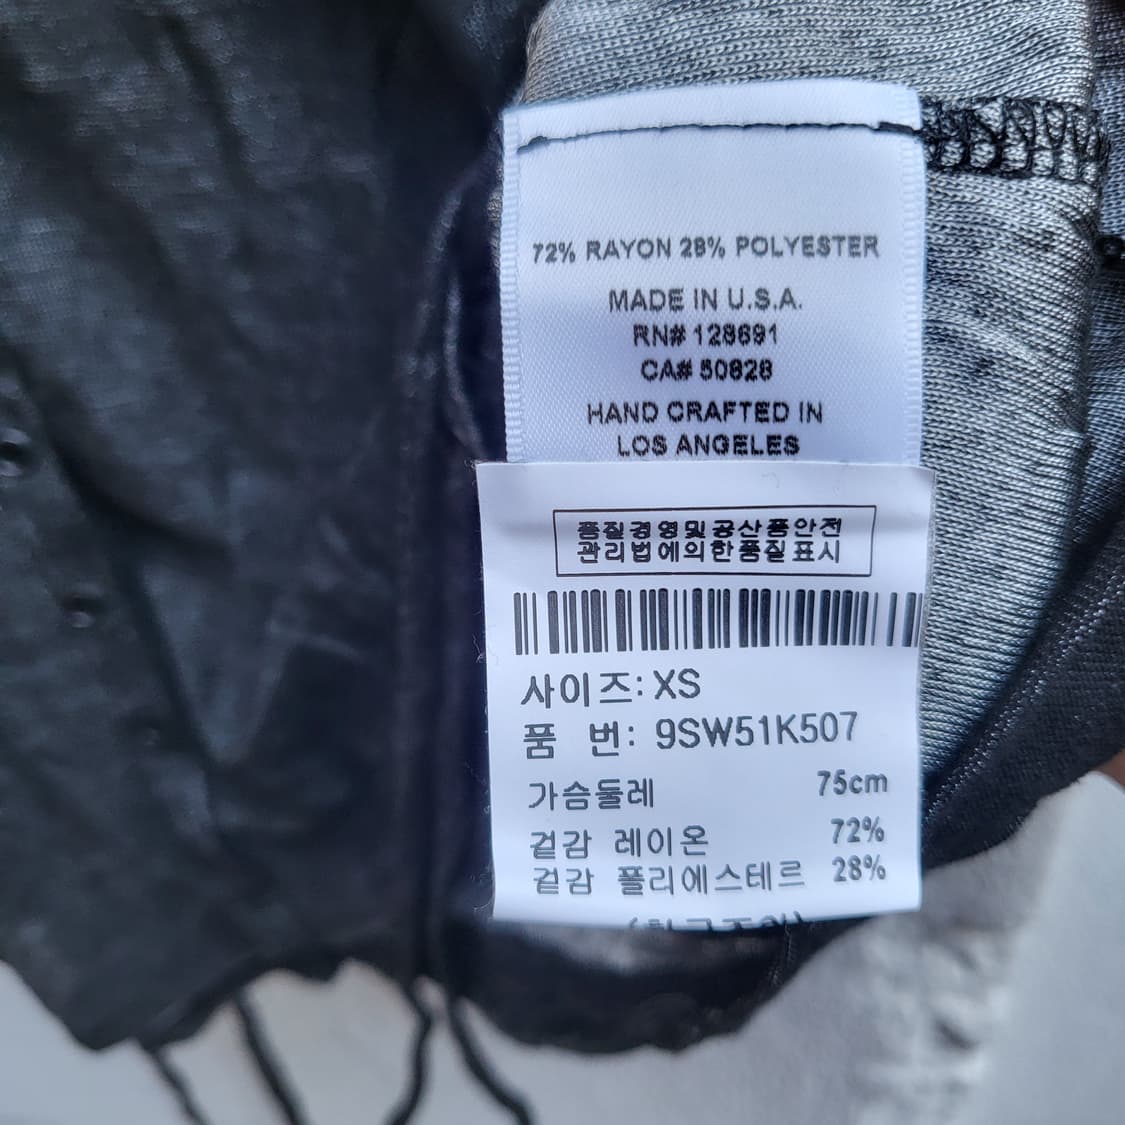 72% RAYON 28% POLYESTER
MADE IN U.S.A.
RN# 128691
CA# 50828
HAND CRAFTED IN
LOS ANGELES
품질경영및공산품안전
관리법에의한품질표시
사이즈: XS
품 번: 9SW51K507
가슴둘레 75cm
겉감 레이온 72%
겉감 폴리에스테르 28%